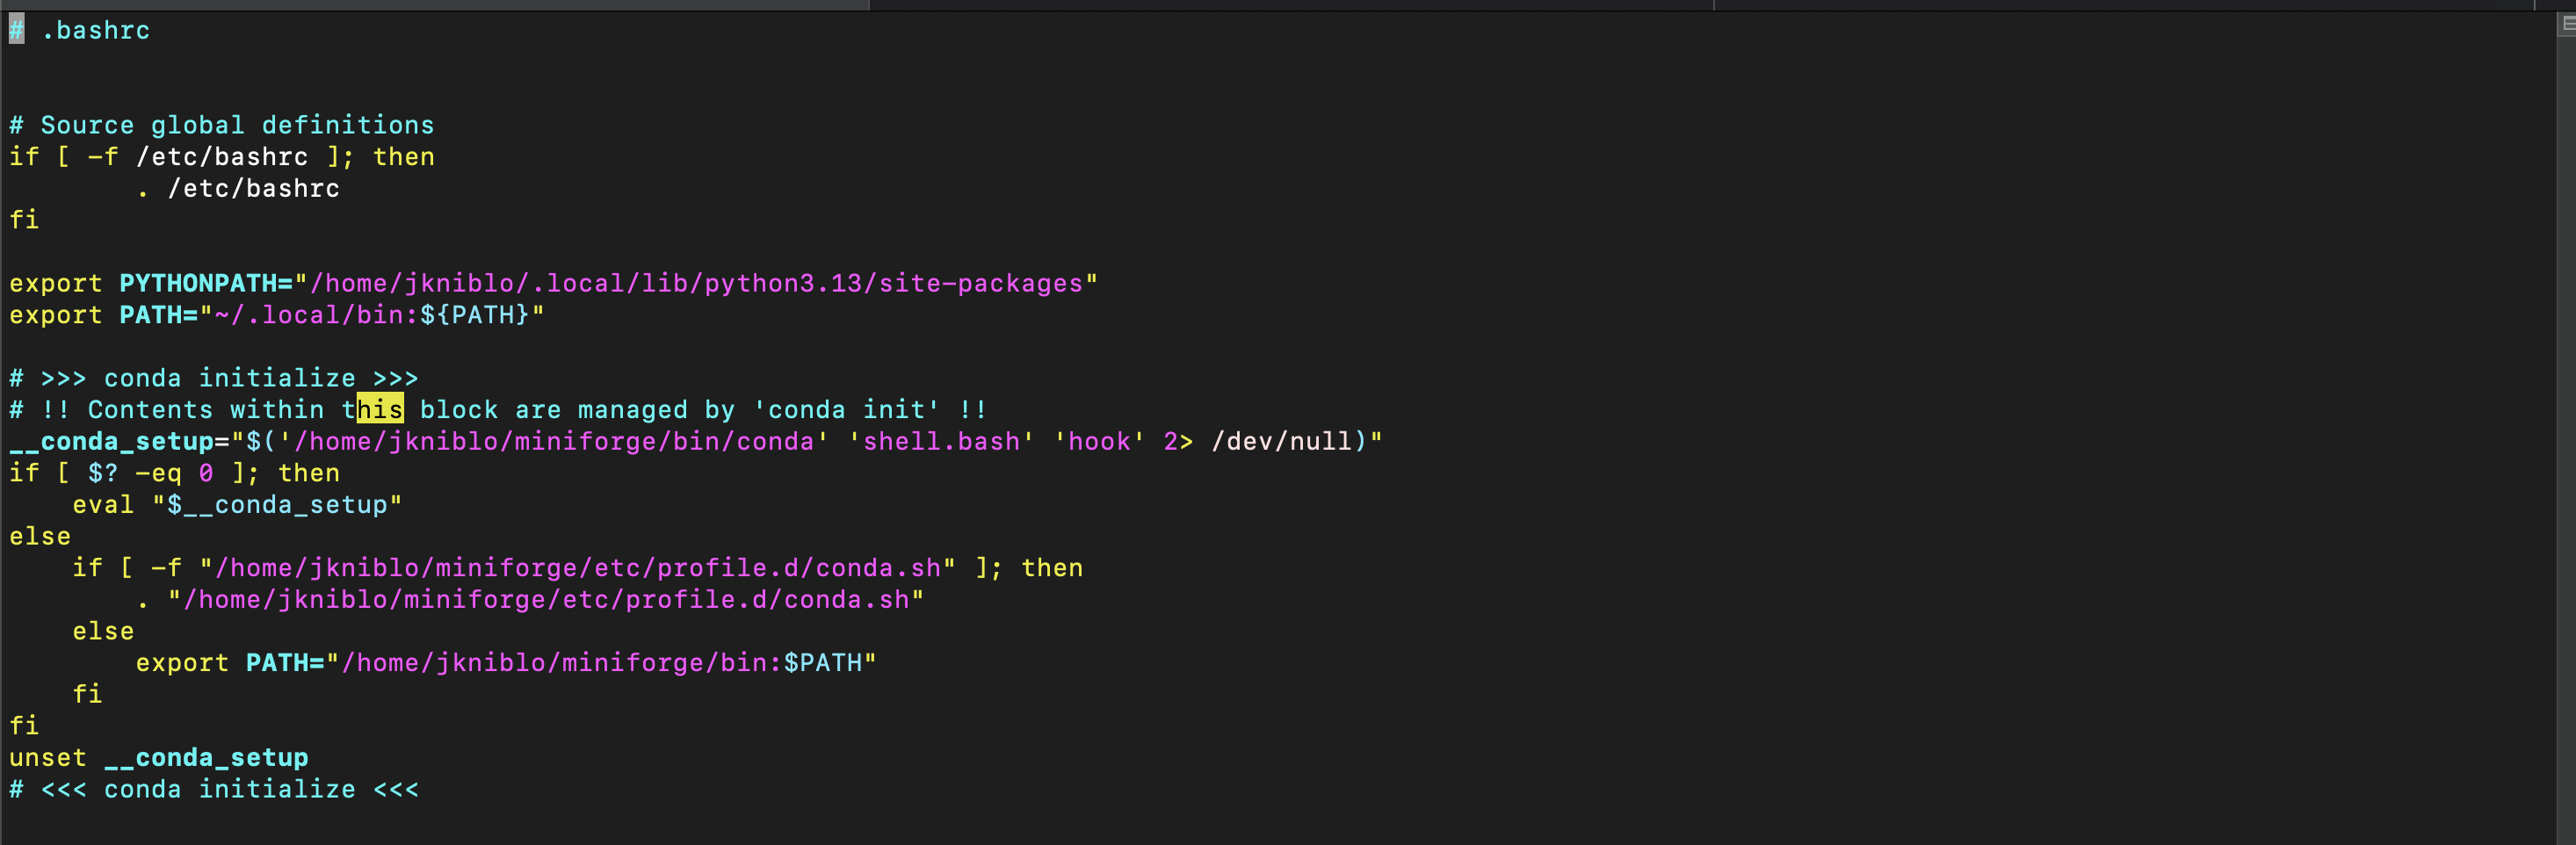 # .bashrc
# Source global definitions
if [ -f /etc/bashrc ]; then
        . /etc/bashrc
fi
export PYTHONPATH="/home/jkniblo/.local/lib/python3.13/site-packages"
export PATH="~/.local/bin:${PATH}"
# >>> conda initialize >>>
# !! Contents within this block are managed by 'conda init' !!
__conda_setup="$('/home/jkniblo/miniforge/bin/conda' 'shell.bash' 'hook' 2> /dev/null)"
if [ $? -eq 0 ]; then
    eval "$__conda_setup"
else
    if [ -f "/home/jkniblo/miniforge/etc/profile.d/conda.sh" ]; then
        . "/home/jkniblo/miniforge/etc/profile.d/conda.sh"
    else
        export PATH="/home/jkniblo/miniforge/bin:$PATH"
    fi
fi
unset __conda_setup
# <<< conda initialize <<<